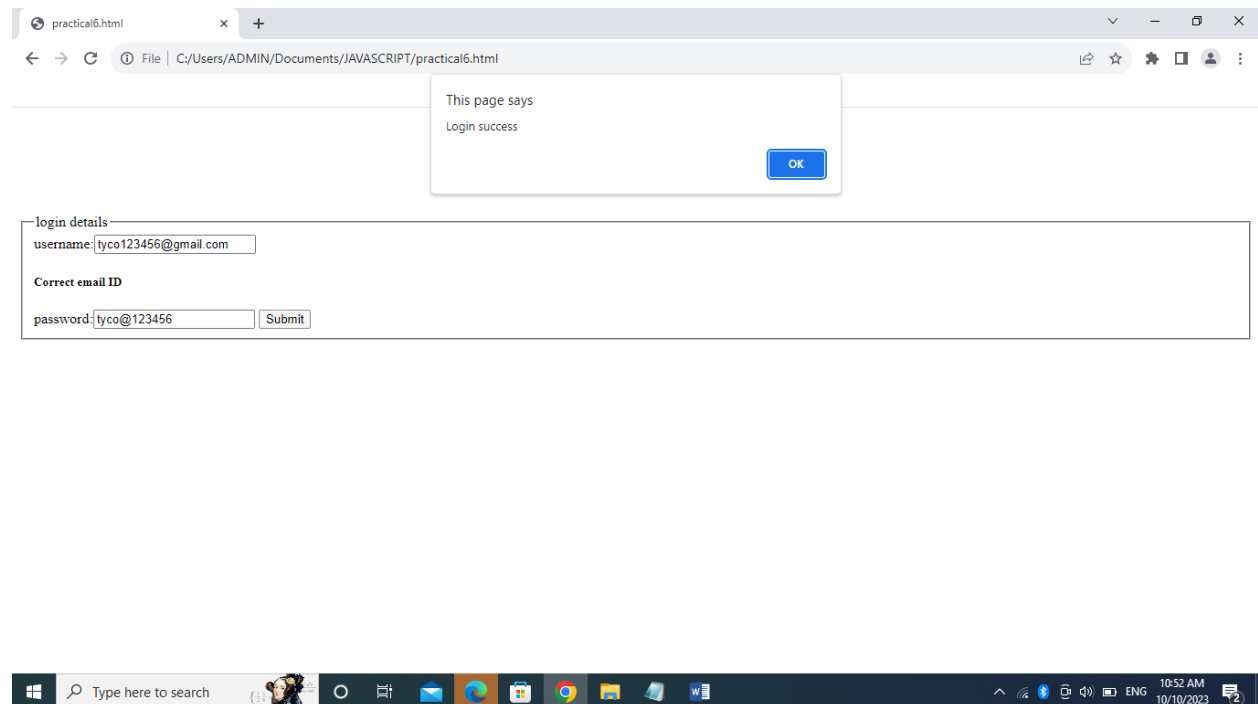 practical6.html
File | C:/Users/ADMIN/Documents/JAVASCRIPT/practical6.html
This page says
Login success
OK
login details
username: tyco123456@gmail.com
Correct email ID
password: tyco@123456 Submit
Type here to search
ENG
10:52 AM
10/10/2023
2